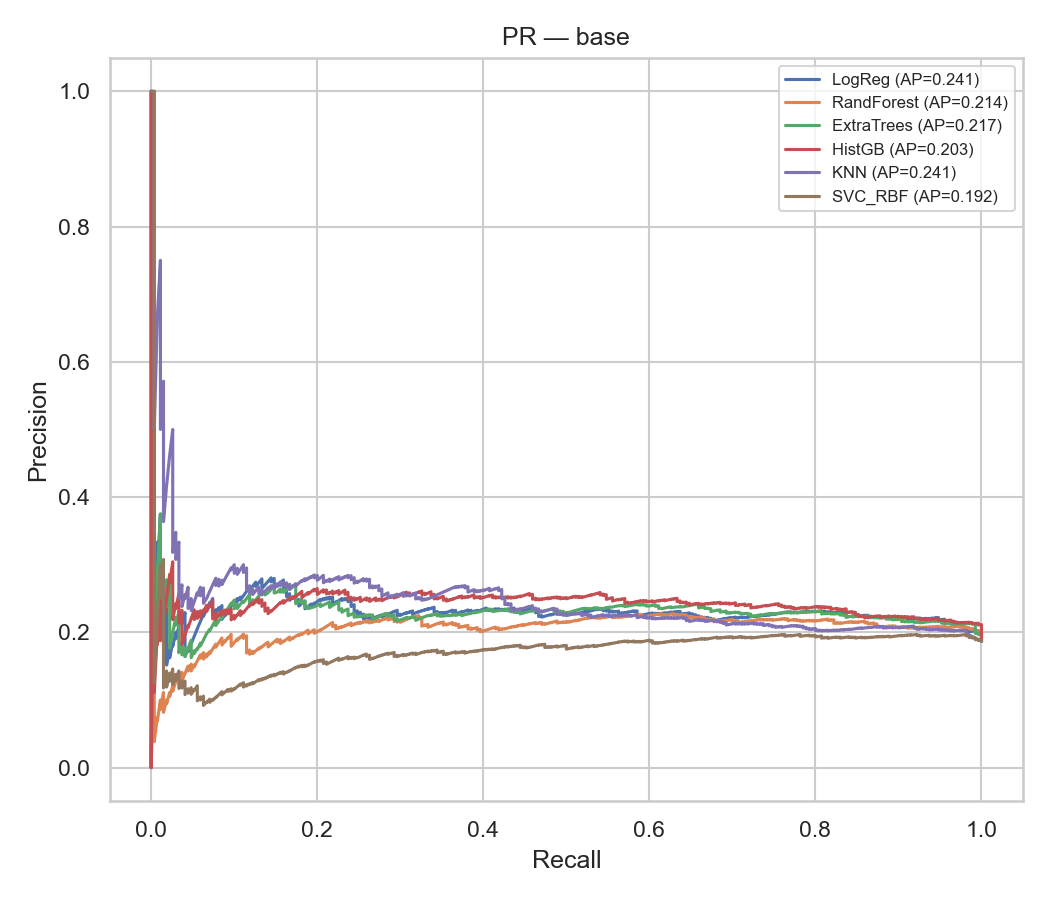 PR — base
LogReg (AP=0.241)
RandForest (AP=0.214)
ExtraTrees (AP=0.217)
HistGB (AP=0.203)
KNN (AP=0.241)
SVC_RBF (AP=0.192)
Precision
1.0
0.8
0.6
0.4
0.2
0.0
0.0 0.2 0.4 0.6 0.8 1.0
Recall